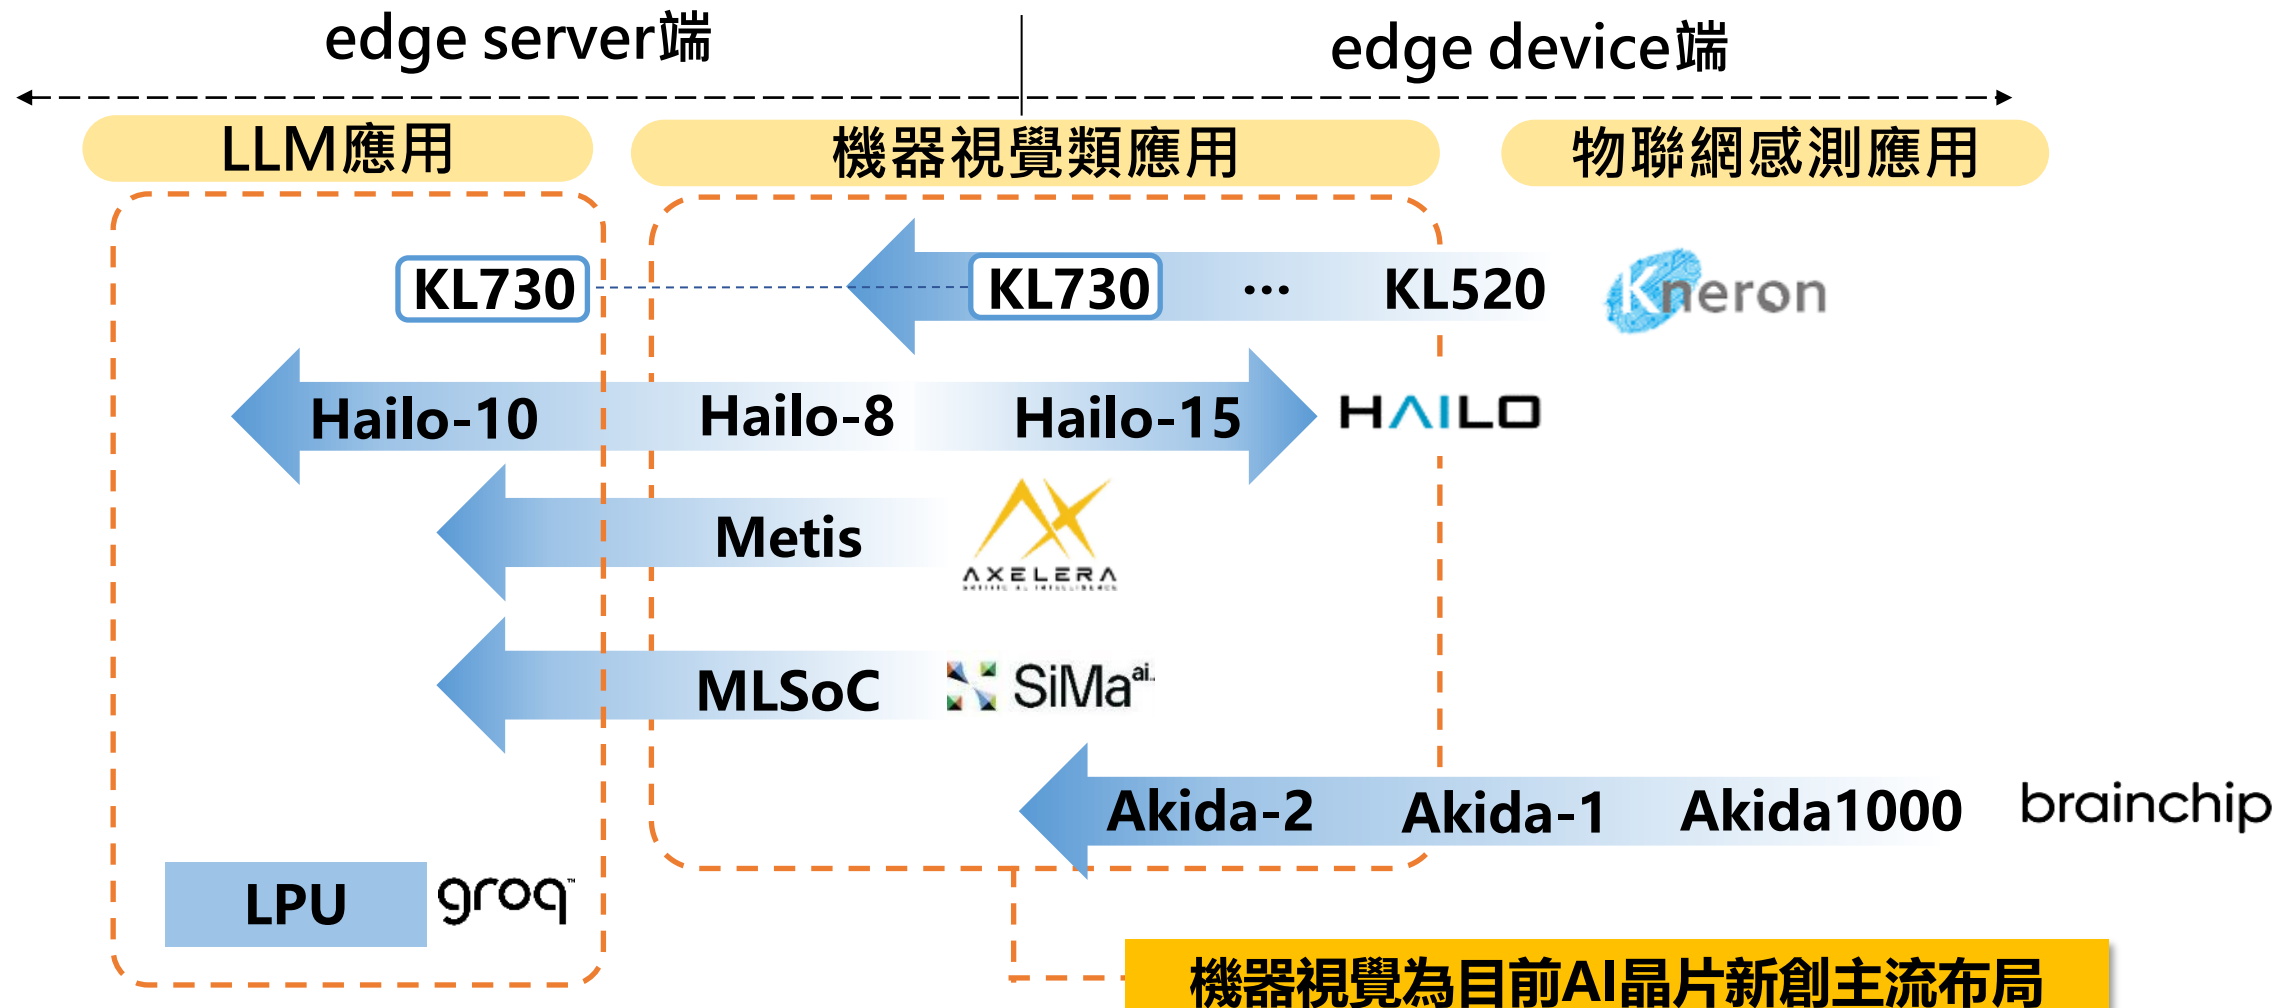 edge server端
edge device端
LLM應用
機器視覺類應用
物聯網感測應用
KL730
KL730
...
KL520
Kneron
Hailo-10
Hailo-8
Hailo-15
HAILO
Metis
AXELERA
MLSoC
SiMa ai
Akida-2
Akida-1
Akida1000
brainchip
LPU
groq
機器視覺為目前AI晶片新創主流布局